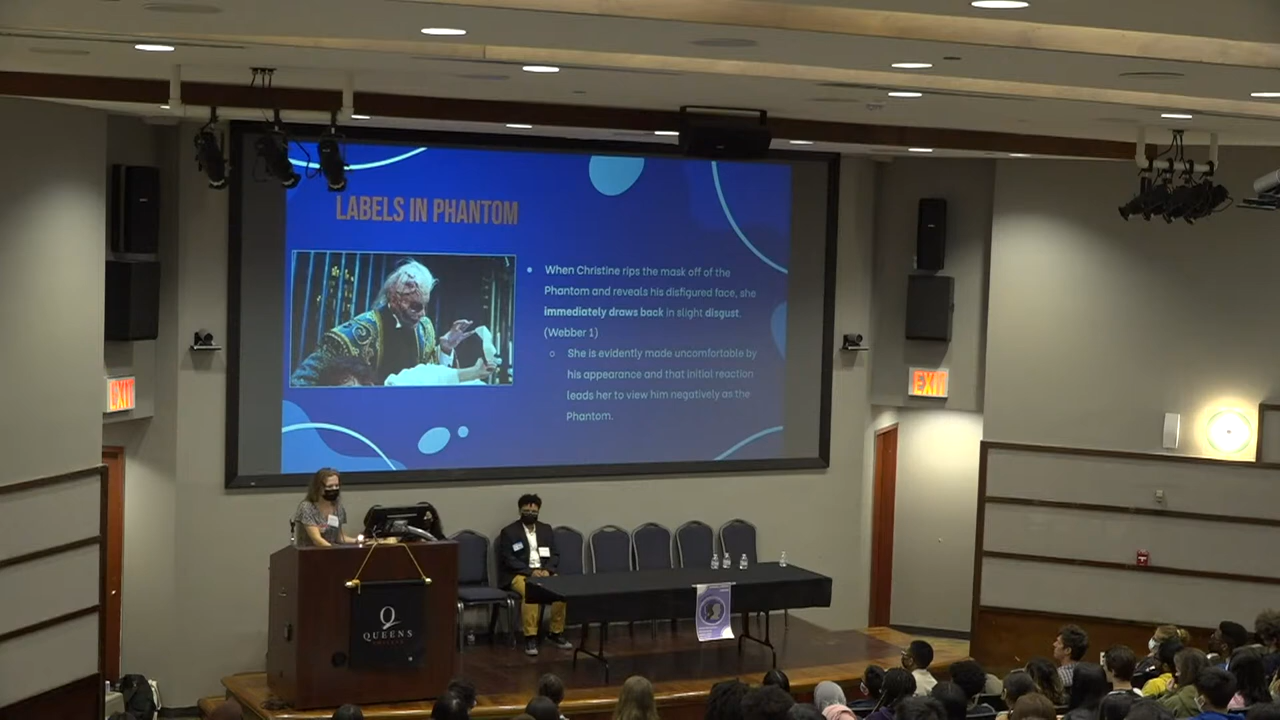 LABELS IN PHANTOM
When Christine rips the mask off of the
Phantom and reveals his disfigured face, she
immediately draws back in slight disgust.
(Webber 1)
She is evidently made uncomfortable by
his appearance and that initial reaction
leads her to view him negatively as the
Phantom.
EXIT
EXIT
Q
QUEENS